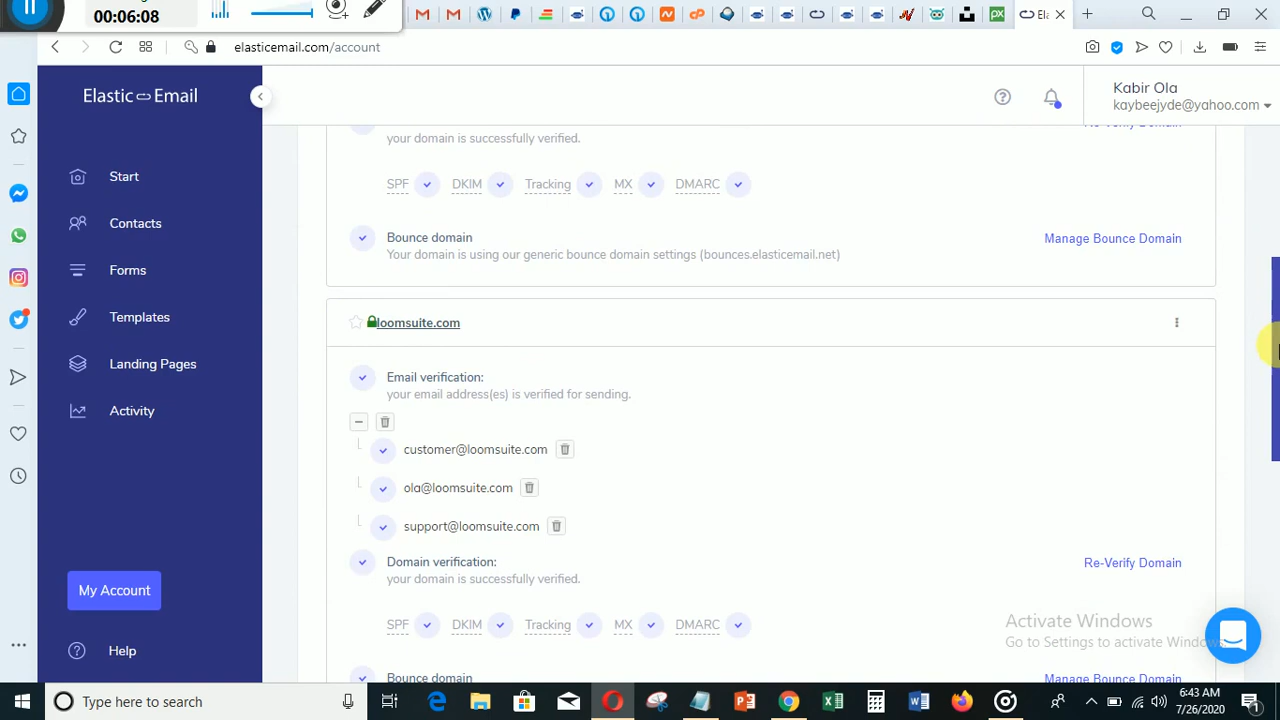 00:06:08
El
elasticemail.com/account
Elastic Email
Kabir Ola
kaybeejyde@yahoo.com
Start
Contacts
Forms
Templates
Landing Pages
Activity
My Account
Help
Re-Verify Domain
your domain is successfully verified.
SPF DKIM Tracking MX DMARC
Bounce domain
Manage Bounce Domain
Your domain is using our generic bounce domain settings (bounces.elasticemail.net)
loomsuite.com
Email verification:
your email address(es) is verified for sending.
customer@loomsuite.com
ola@loomsuite.com
support@loomsuite.com
Domain verification:
Re-Verify Domain
your domain is successfully verified.
SPF DKIM Tracking MX DMARC
Activate Windows
Go to Settings to activate Windows.
Bounce domain
Manage Bounce Domain
Type here to search
6:43 AM
7/26/2020
1